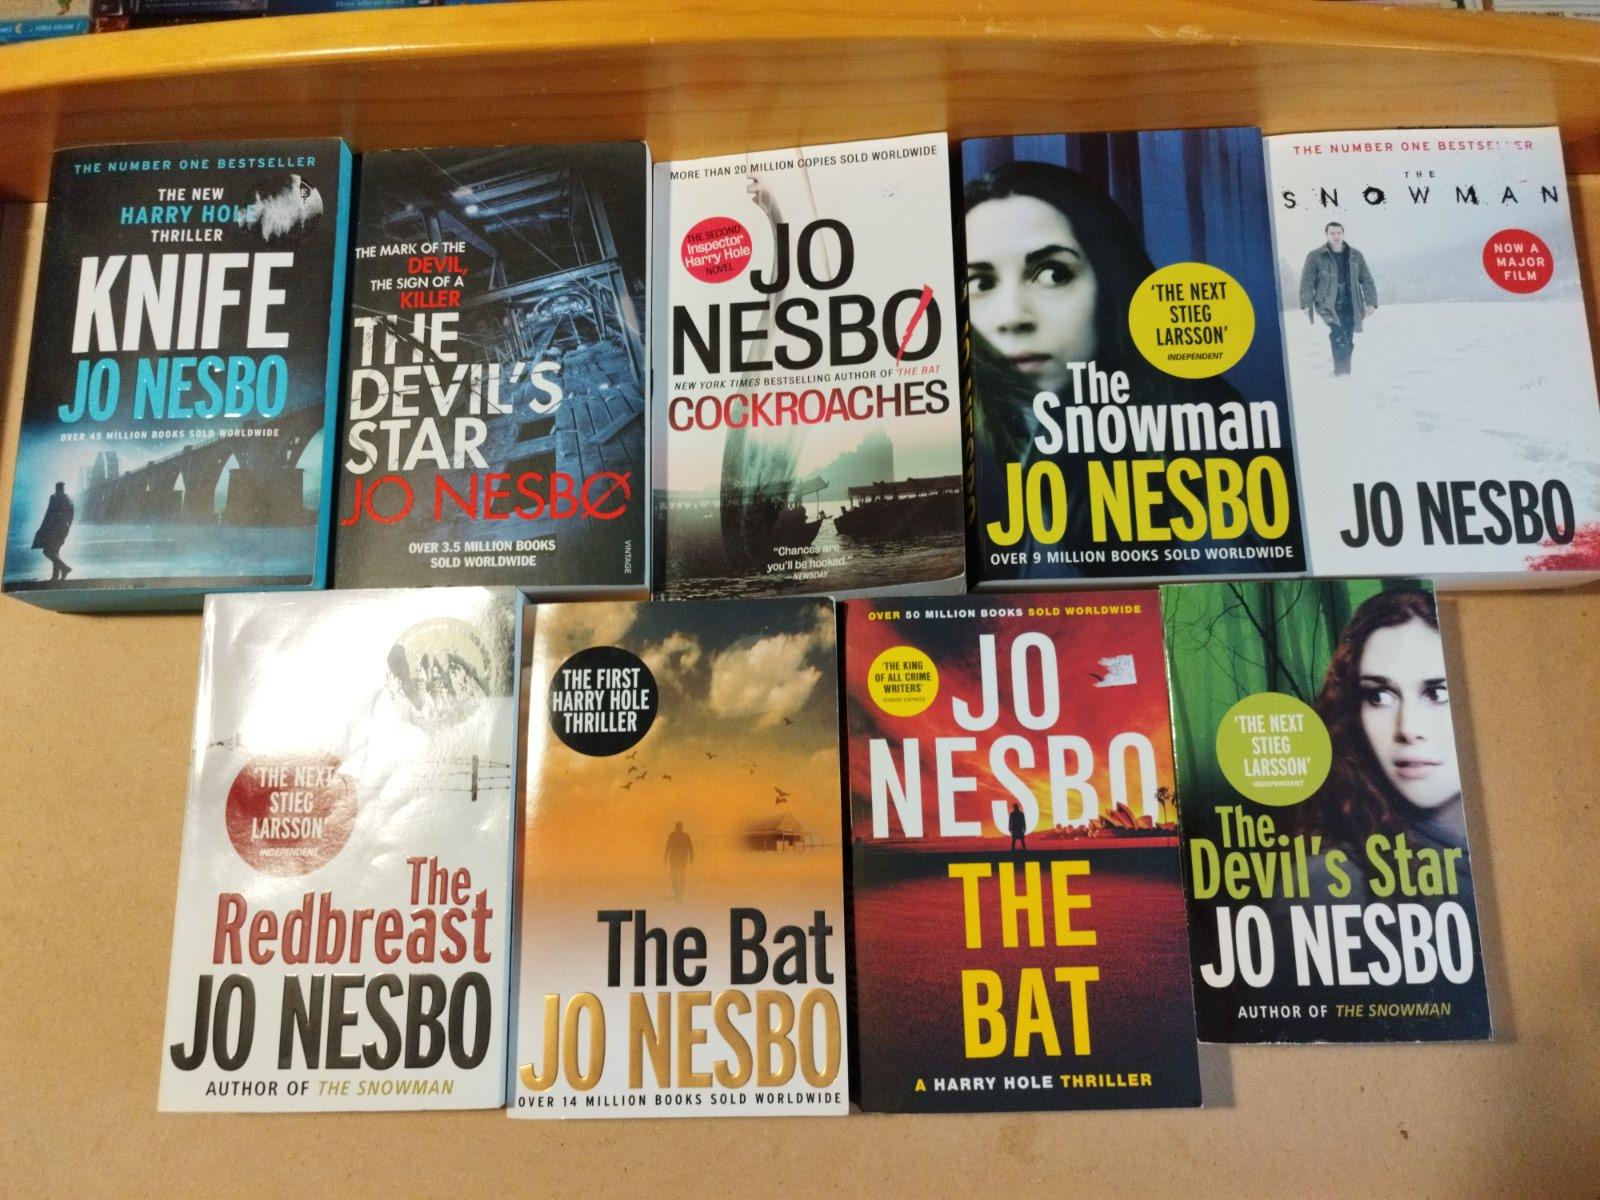 FIONA COLLINS
THE NUMBER ONE BESTSELLER
THE NEW
HARRY HOLE
THRILLER
KNIFE
JO NESBO
OVER 45 MILLION BOOKS SOLD WORLDWIDE
THE MARK OF THE
DEVIL,
THE SIGN OF A
KILLER
THE
DEVIL'S
STAR
JO NESBØ
OVER 3.5 MILLION BOOKS
SOLD WORLDWIDE
VINTAGE
MORE THAN 20 MILLION COPIES SOLD WORLDWIDE
THE SECOND
Inspector
Harry Hole
NOVEL
JO
NESBØ
NEW YORK TIMES BESTSELLING AUTHOR OF THE BAT
COCKROACHES
"Chances are
you'll be hooked."
—NEWSDAY
'THE NEXT
STIEG
LARSSON'
INDEPENDENT
The
Snowman
JO NESBO
OVER 9 MILLION BOOKS SOLD WORLDWIDE
THE NUMBER ONE BESTSELLER
THE
SNOWMAN
NOW A
MAJOR
FILM
JO NESBO
'THE NEXT
STIEG
LARSSON'
INDEPENDENT
The
Redbreast
JO NESBO
AUTHOR OF THE SNOWMAN
THE FIRST
HARRY HOLE
THRILLER
The Bat
JO NESBO
OVER 14 MILLION BOOKS SOLD WORLDWIDE
OVER 50 MILLION BOOKS SOLD WORLDWIDE
'THE KING
OF ALL CRIME
WRITERS'
SUNDAY EXPRESS
JO
NESBO
THE
BAT
A HARRY HOLE THRILLER
'THE NEXT
STIEG
LARSSON'
INDEPENDENT
The
Devil's Star
JO NESBO
AUTHOR OF THE SNOWMAN